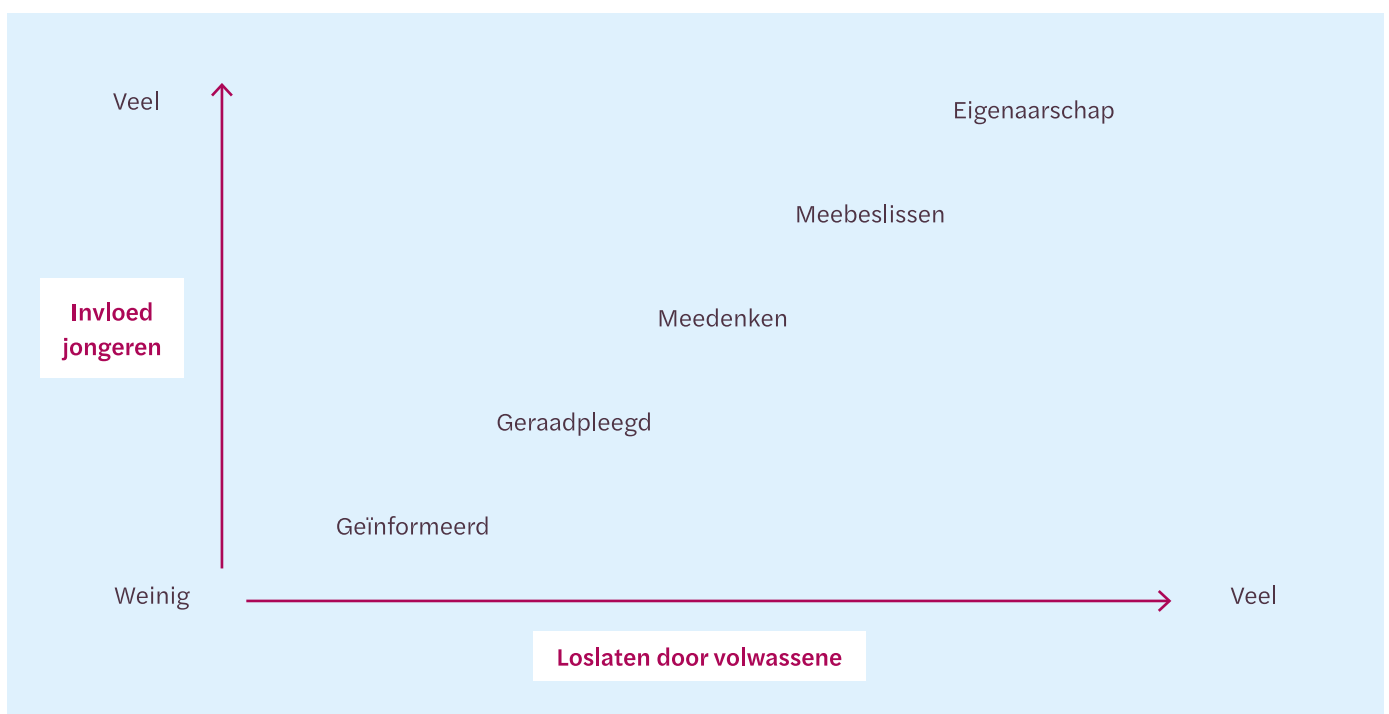 Veel
Eigenaarschap
Meebeslissen
Invloed
jongeren
Meedenken
Geraadpleegd
Geïnformeerd
Weinig
Veel
Loslaten door volwassene